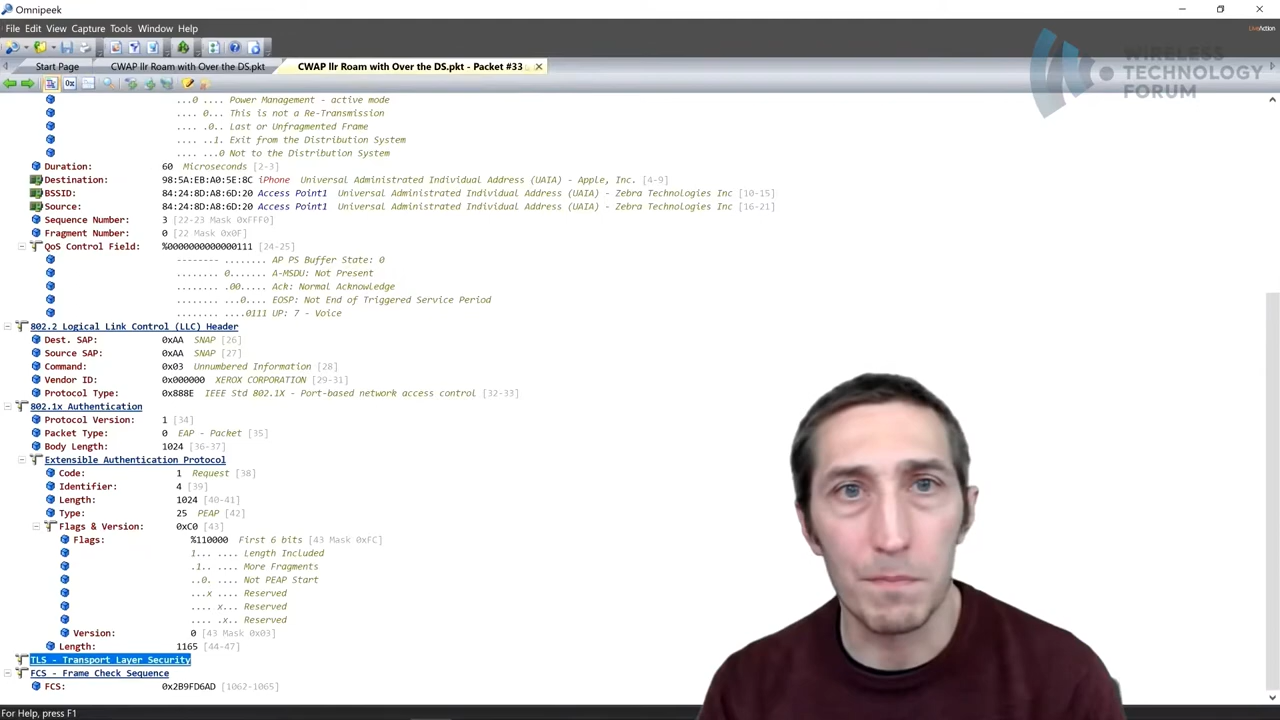 Omnipeek
File Edit View Capture Tools Window Help
LiveAction
Start Page CWAP llr Roam with Over the DS.pkt CWAP llr Roam with Over the DS.pkt - Packet #33
WIRELESS
TECHNOLOGY
FORUM
...0 .... Power Management - active mode
.... 0... This is not a Re-Transmission
.... .0.. Last or Unfragmented Frame
.... ..1. Exit from the Distribution System
.... ...0 Not to the Distribution System
Duration: 60 Microseconds [2-3]
Destination: 98:5A:EB:A0:5E:8C iPhone Universal Administrated Individual Address (UAIA) - Apple, Inc. [4-9]
BSSID: 84:24:8D:A8:6D:20 Access Point1 Universal Administrated Individual Address (UAIA) - Zebra Technologies Inc [10-15]
Source: 84:24:8D:A8:6D:20 Access Point1 Universal Administrated Individual Address (UAIA) - Zebra Technologies Inc [16-21]
Sequence Number: 3 [22-23 Mask 0xFFF0]
Fragment Number: 0 [22 Mask 0x0F]
QoS Control Field: %0000000000000111 [24-25]
-------- ........ AP PS Buffer State: 0
........ 0....... A-MSDU: Not Present
........ .00..... Ack: Normal Acknowledge
........ ...0.... EOSP: Not End of Triggered Service Period
........ ....0111 UP: 7 - Voice
802.2 Logical Link Control (LLC) Header
Dest. SAP: 0xAA SNAP [26]
Source SAP: 0xAA SNAP [27]
Command: 0x03 Unnumbered Information [28]
Vendor ID: 0x000000 XEROX CORPORATION [29-31]
Protocol Type: 0x888E IEEE Std 802.1X - Port-based network access control [32-33]
802.1x Authentication
Protocol Version: 1 [34]
Packet Type: 0 EAP - Packet [35]
Body Length: 1024 [36-37]
Extensible Authentication Protocol
Code: 1 Request [38]
Identifier: 4 [39]
Length: 1024 [40-41]
Type: 25 PEAP [42]
Flags & Version: 0xC0 [43]
Flags: %110000 First 6 bits [43 Mask 0xFC]
1... .... Length Included
.1.. .... More Fragments
..0. .... Not PEAP Start
...x .... Reserved
.... x... Reserved
.... .x.. Reserved
Version: 0 [43 Mask 0x03]
Length: 1165 [44-47]
TLS - Transport Layer Security
FCS - Frame Check Sequence
FCS: 0x2B9FD6AD [1062-1065]
For Help, press F1